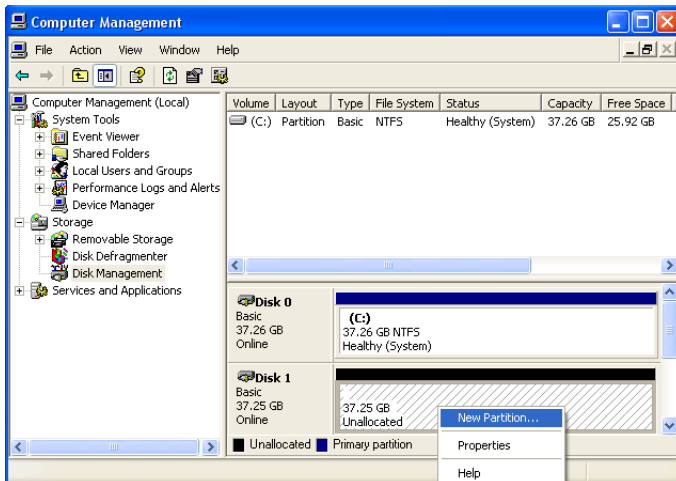 Computer Management
File Action View Window Help
Computer Management (Local)
System Tools
Event Viewer
Shared Folders
Local Users and Groups
Performance Logs and Alerts
Device Manager
Storage
Removable Storage
Disk Defragmenter
Disk Management
Services and Applications
Volume Layout Type File System Status Capacity Free Space
(C:) Partition Basic NTFS Healthy (System) 37.26 GB 25.92 GB
Disk 0
Basic
37.26 GB
Online
(C:)
37.26 GB NTFS
Healthy (System)
Disk 1
Basic
37.25 GB
Online
37.25 GB
Unallocated
Unallocated Primary partition
New Partition...
Properties
Help